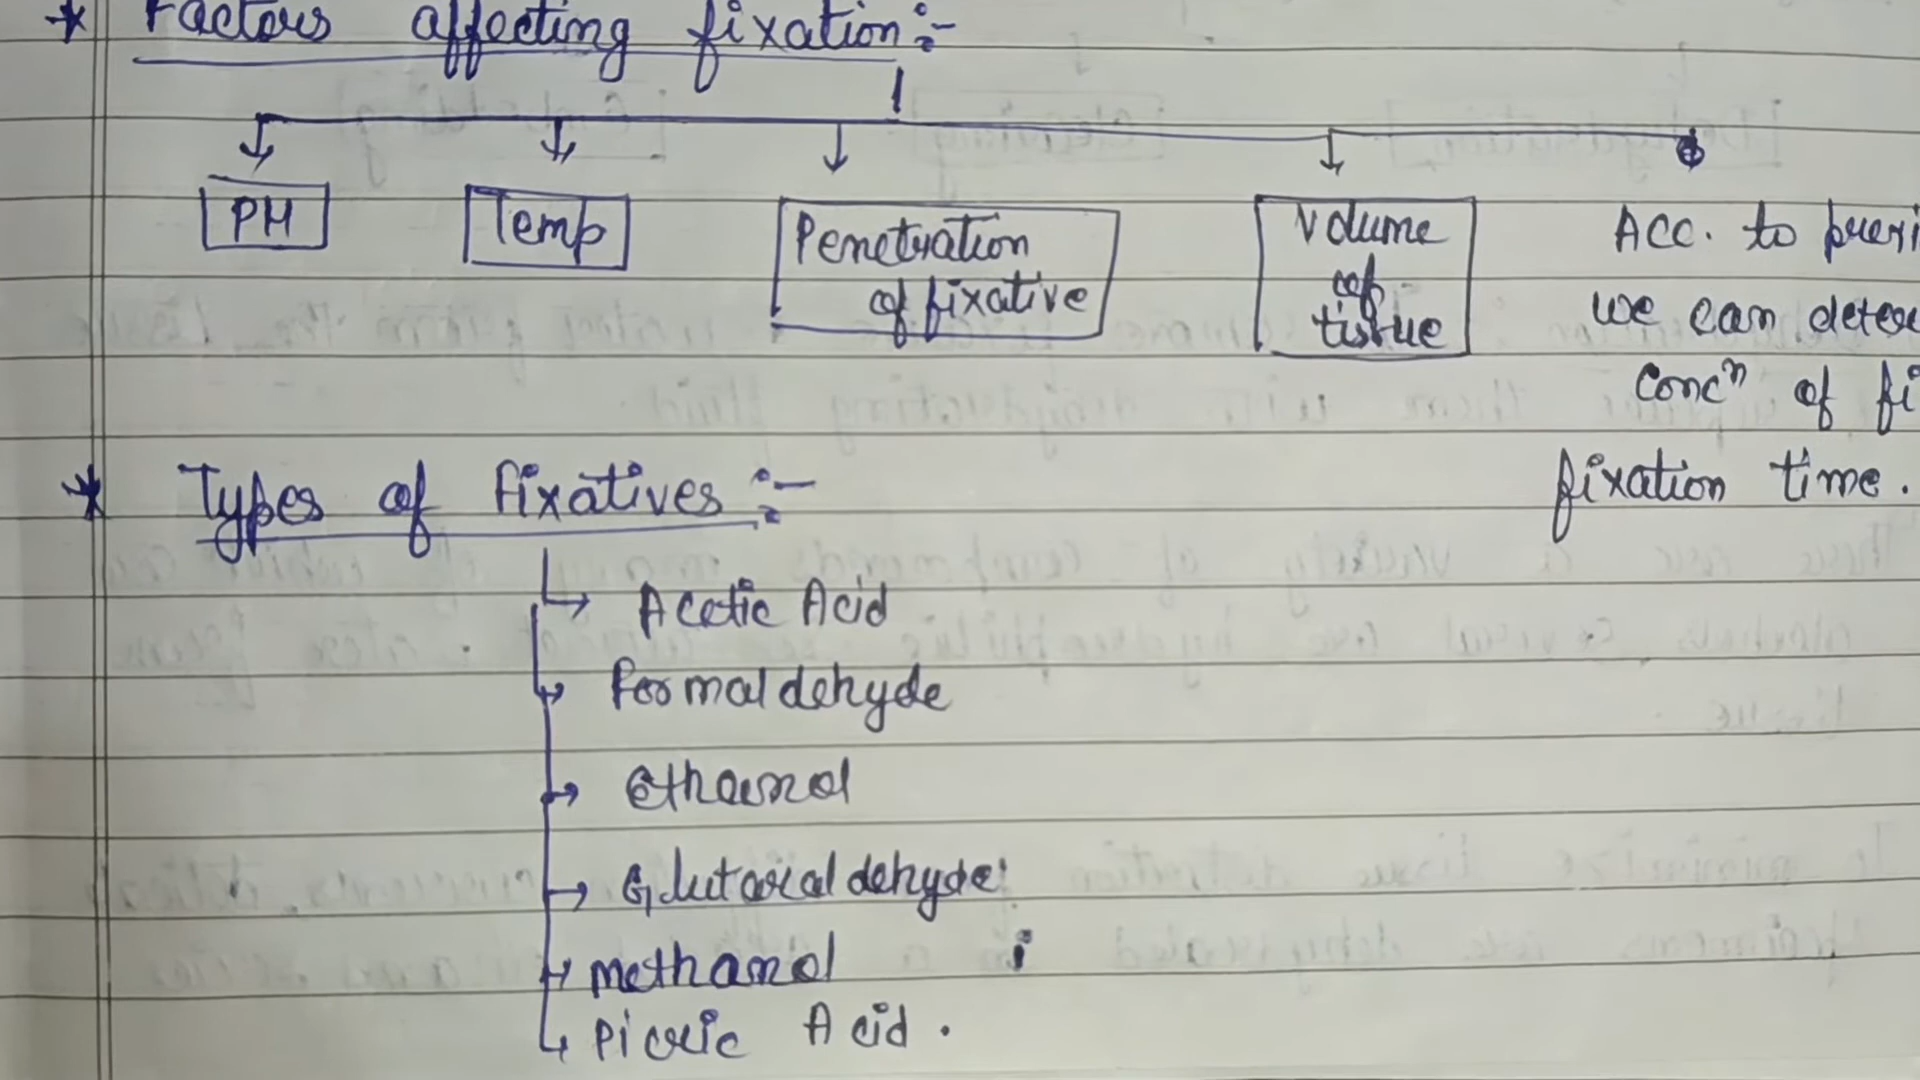 * Factors affecting fixation :-
PH
Temp
Penetration
of fixative
Volume
of
tissue
Acc. to
we can
concⁿ of
fixation time.
* Types of fixatives :-
Acetic Acid
Formaldehyde
Ethanol
Glutaraldehyde
methanol
Picric Acid.